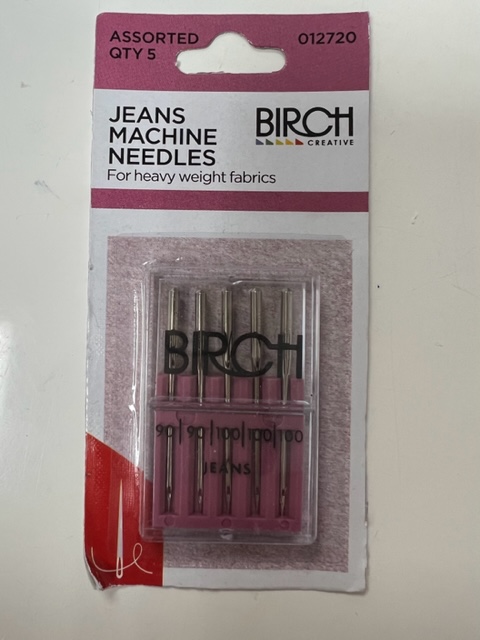 ASSORTED 012720
QTY 5
JEANS
MACHINE
NEEDLES
For heavy weight fabrics
BIRCH
CREATIVE
BIRCH
90 | 90 | 100 | 100 | 100
JEANS